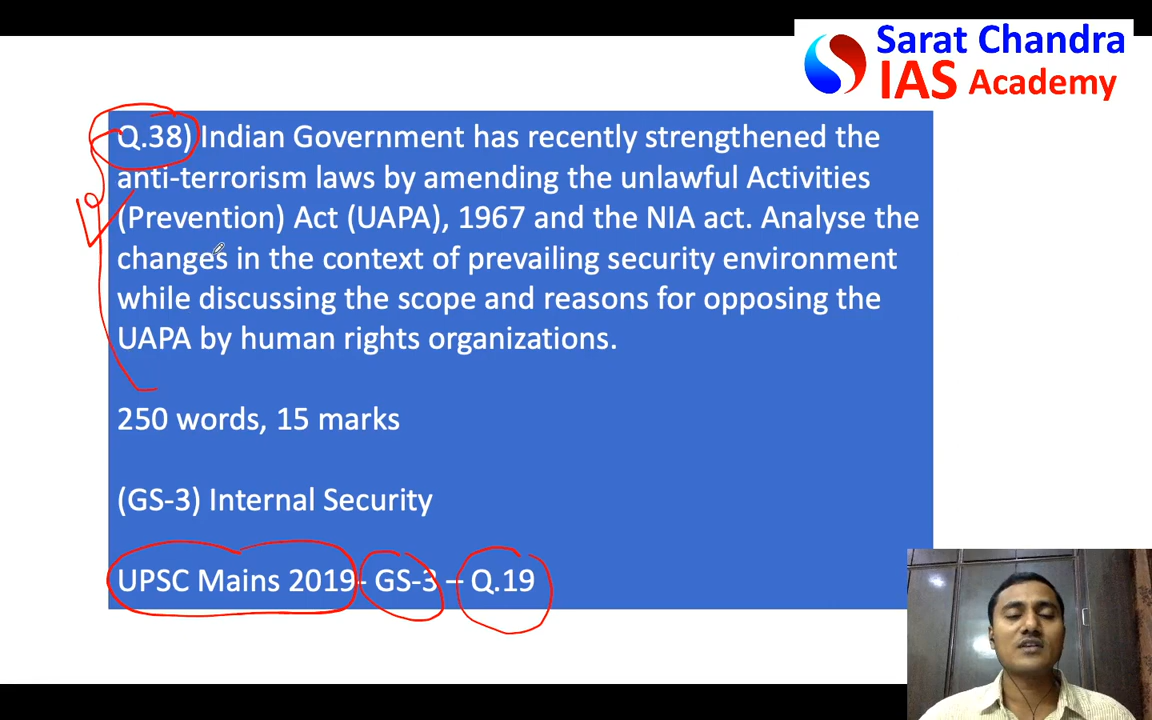 Sarat Chandra
IAS Academy
Q.38) Indian Government has recently strengthened the
anti-terrorism laws by amending the unlawful Activities
(Prevention) Act (UAPA), 1967 and the NIA act. Analyse the
changes in the context of prevailing security environment
while discussing the scope and reasons for opposing the
UAPA by human rights organizations.
250 words, 15 marks
(GS-3) Internal Security
UPSC Mains 2019- GS-3 – Q.19